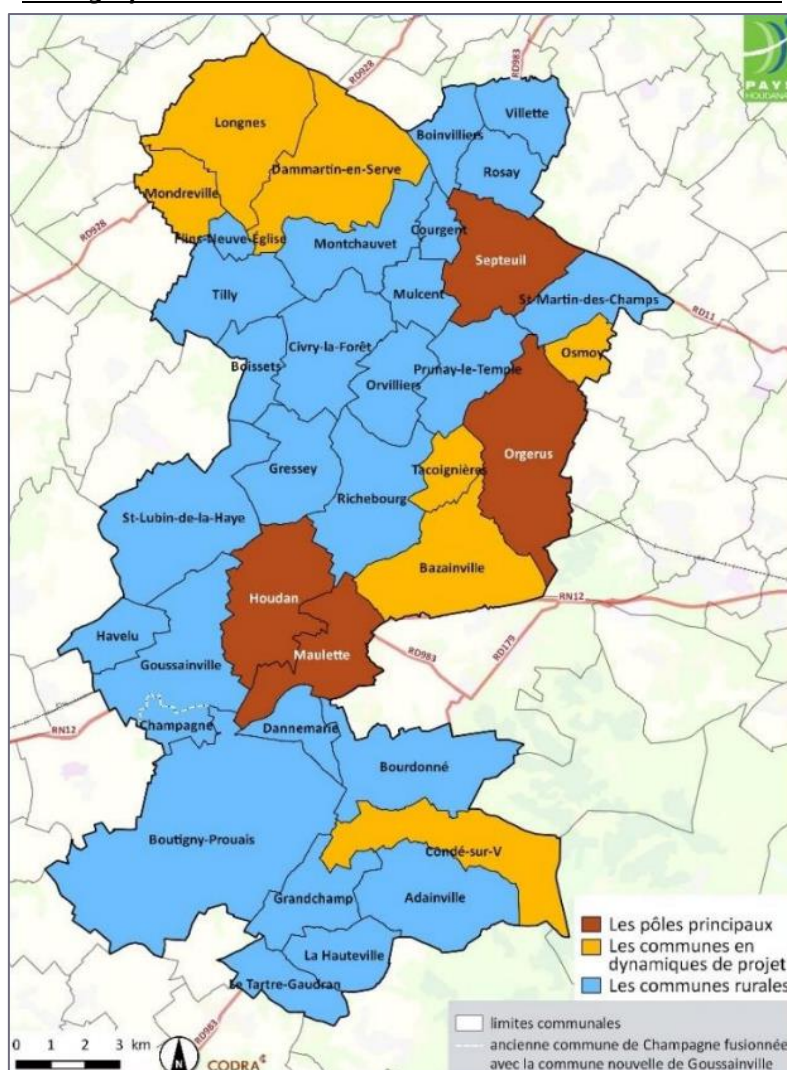 RD928
RD983
PAYS
HOUDANAIS
Villette
Longnes
Boinvilliers
Dammartin-en-Serve
Rosay
Mondreville
Courgent
Flins-Neuve-Église
Montchauvet
RD928
Septeuil
Tilly
Mulcent
St-Martin-des-Champs
RD11
Civry-la-Forêt
Osmoy
Boissets
Prunay-le-Temple
Orvilliers
Orgerus
Gressey
Tacoignières
Richebourg
St-Lubin-de-la-Haye
Bazainville
Houdan
RN12
Havelu
Maulette
RD983
RD179
Goussainville
Champagne
Dannemarie
RN12
Bourdonné
Boutigny-Prouais
Condé-sur-V
Grandchamp
Adainville
Les pôles principaux
Les communes en
dynamiques de projet
Les communes rurales
La Hauteville
Le Tartre-Gaudran
RD983
limites communales
ancienne commune de Champagne fusionnée
avec la commune nouvelle de Goussainville
0 1 2 3 km
N
CODRA